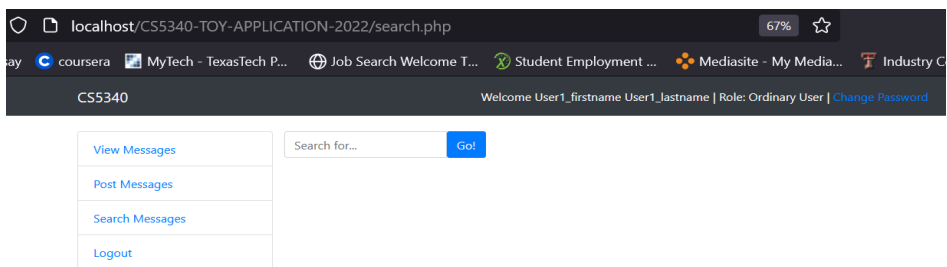 localhost/CS5340-TOY-APPLICATION-2022/search.php 67%
say coursera MyTech - TexasTech P... Job Search Welcome T... Student Employment ... Mediasite - My Media... Industry C
CS5340 Welcome User1_firstname User1_lastname | Role: Ordinary User | Change Password
View Messages Search for... Go!
Post Messages
Search Messages
Logout